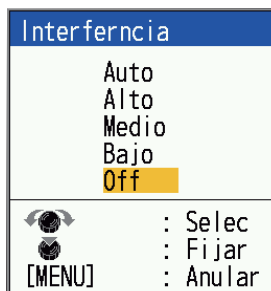 Interferncia
Auto
Alto
Medio
Bajo
Off
: Selec
: Fijar
[MENU] : Anular